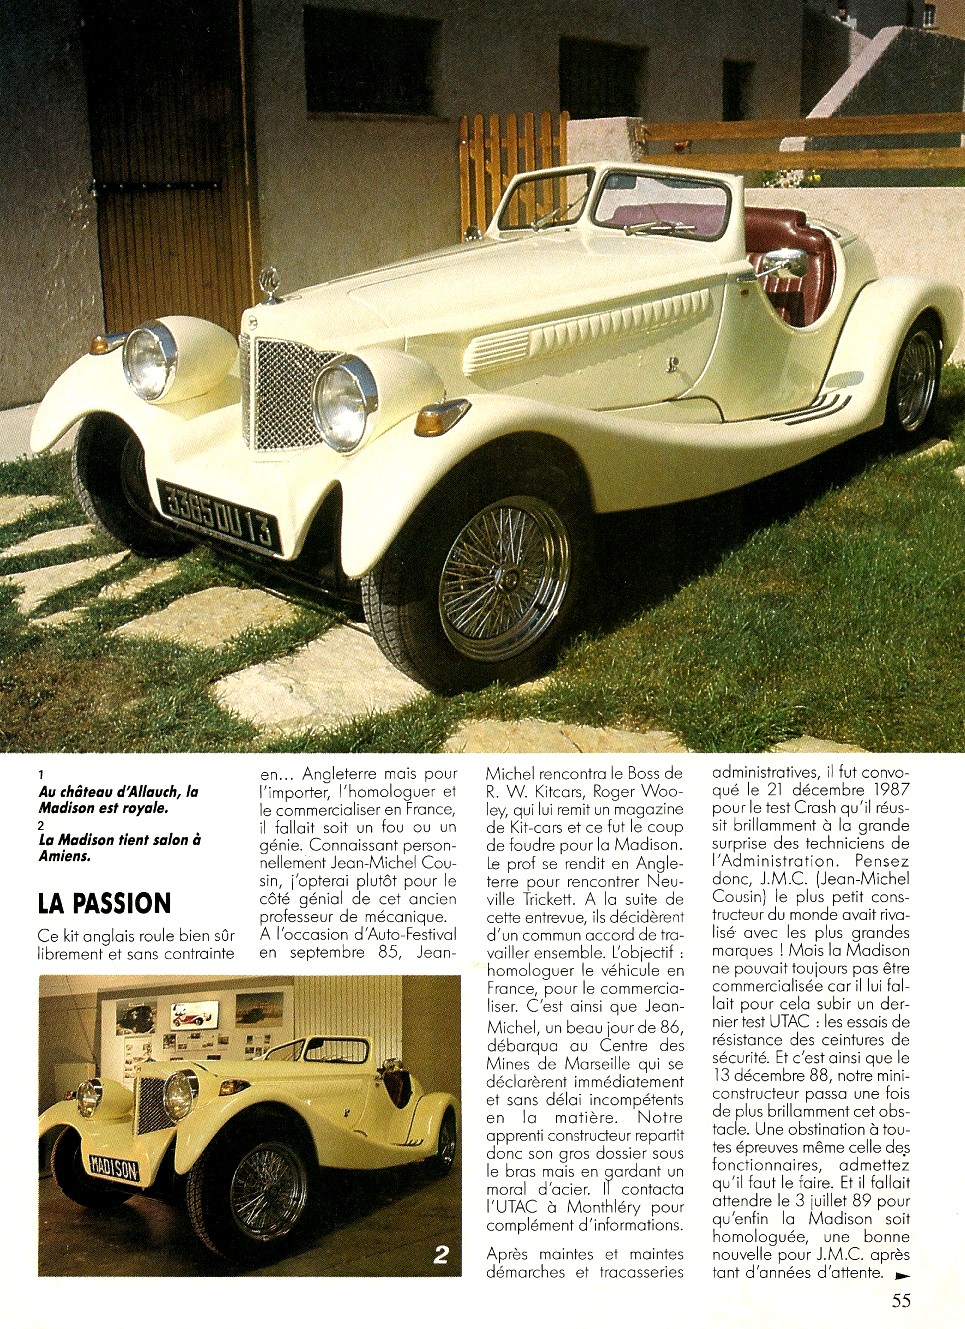 3385 DU 13
1
Au château d'Allauch, la
Madison est royale.
2
La Madison tient salon à
Amiens.
LA PASSION
Ce kit anglais roule bien sûr
librement et sans contrainte
en... Angleterre mais pour
l'importer, l'homologuer et
le commercialiser en France,
il fallait soit un fou ou un
génie. Connaissant person-
nellement Jean-Michel Cou-
sin, j'opterai plutôt pour le
côté génial de cet ancien
professeur de mécanique.
A l'occasion d'Auto-Festival
en septembre 85, Jean-
MADISON
2
Michel rencontra le Boss de
R. W. Kitcars, Roger Woo-
ley, qui lui remit un magazine
de Kit-cars et ce fut le coup
de foudre pour la Madison.
Le prof se rendit en Angle-
terre pour rencontrer Neu-
ville Trickett. A la suite de
cette entrevue, ils décidèrent
d'un commun accord de tra-
vailler ensemble. L'objectif :
homologuer le véhicule en
France, pour le commercia-
liser. C'est ainsi que Jean-
Michel, un beau jour de 86,
débarqua au Centre des
Mines de Marseille qui se
déclarèrent immédiatement
et sans délai incompétents
en la matière. Notre
apprenti constructeur repartit
donc son gros dossier sous
le bras mais en gardant un
moral d'acier. Il contacta
l'UTAC à Monthléry pour
complément d'informations.
Après maintes et maintes
démarches et tracasseries
administratives, il fut convo-
qué le 21 décembre 1987
pour le test Crash qu'il réus-
sit brillamment à la grande
surprise des techniciens de
l'Administration. Pensez
donc, J.M.C. (Jean-Michel
Cousin) le plus petit cons-
tructeur du monde avait riva-
lisé avec les plus grandes
marques ! Mais la Madison
ne pouvait toujours pas être
commercialisée car il lui fal-
lait pour cela subir un der-
nier test UTAC : les essais de
résistance des ceintures de
sécurité. Et c'est ainsi que le
13 décembre 88, notre mini-
constructeur passa une fois
de plus brillamment cet obs-
tacle. Une obstination à tou-
tes épreuves même celle des
fonctionnaires, admettez
qu'il faut le faire. Et il fallait
attendre le 3 juillet 89 pour
qu'enfin la Madison soit
homologuée, une bonne
nouvelle pour J.M.C. après
tant d'années d'attente.
55